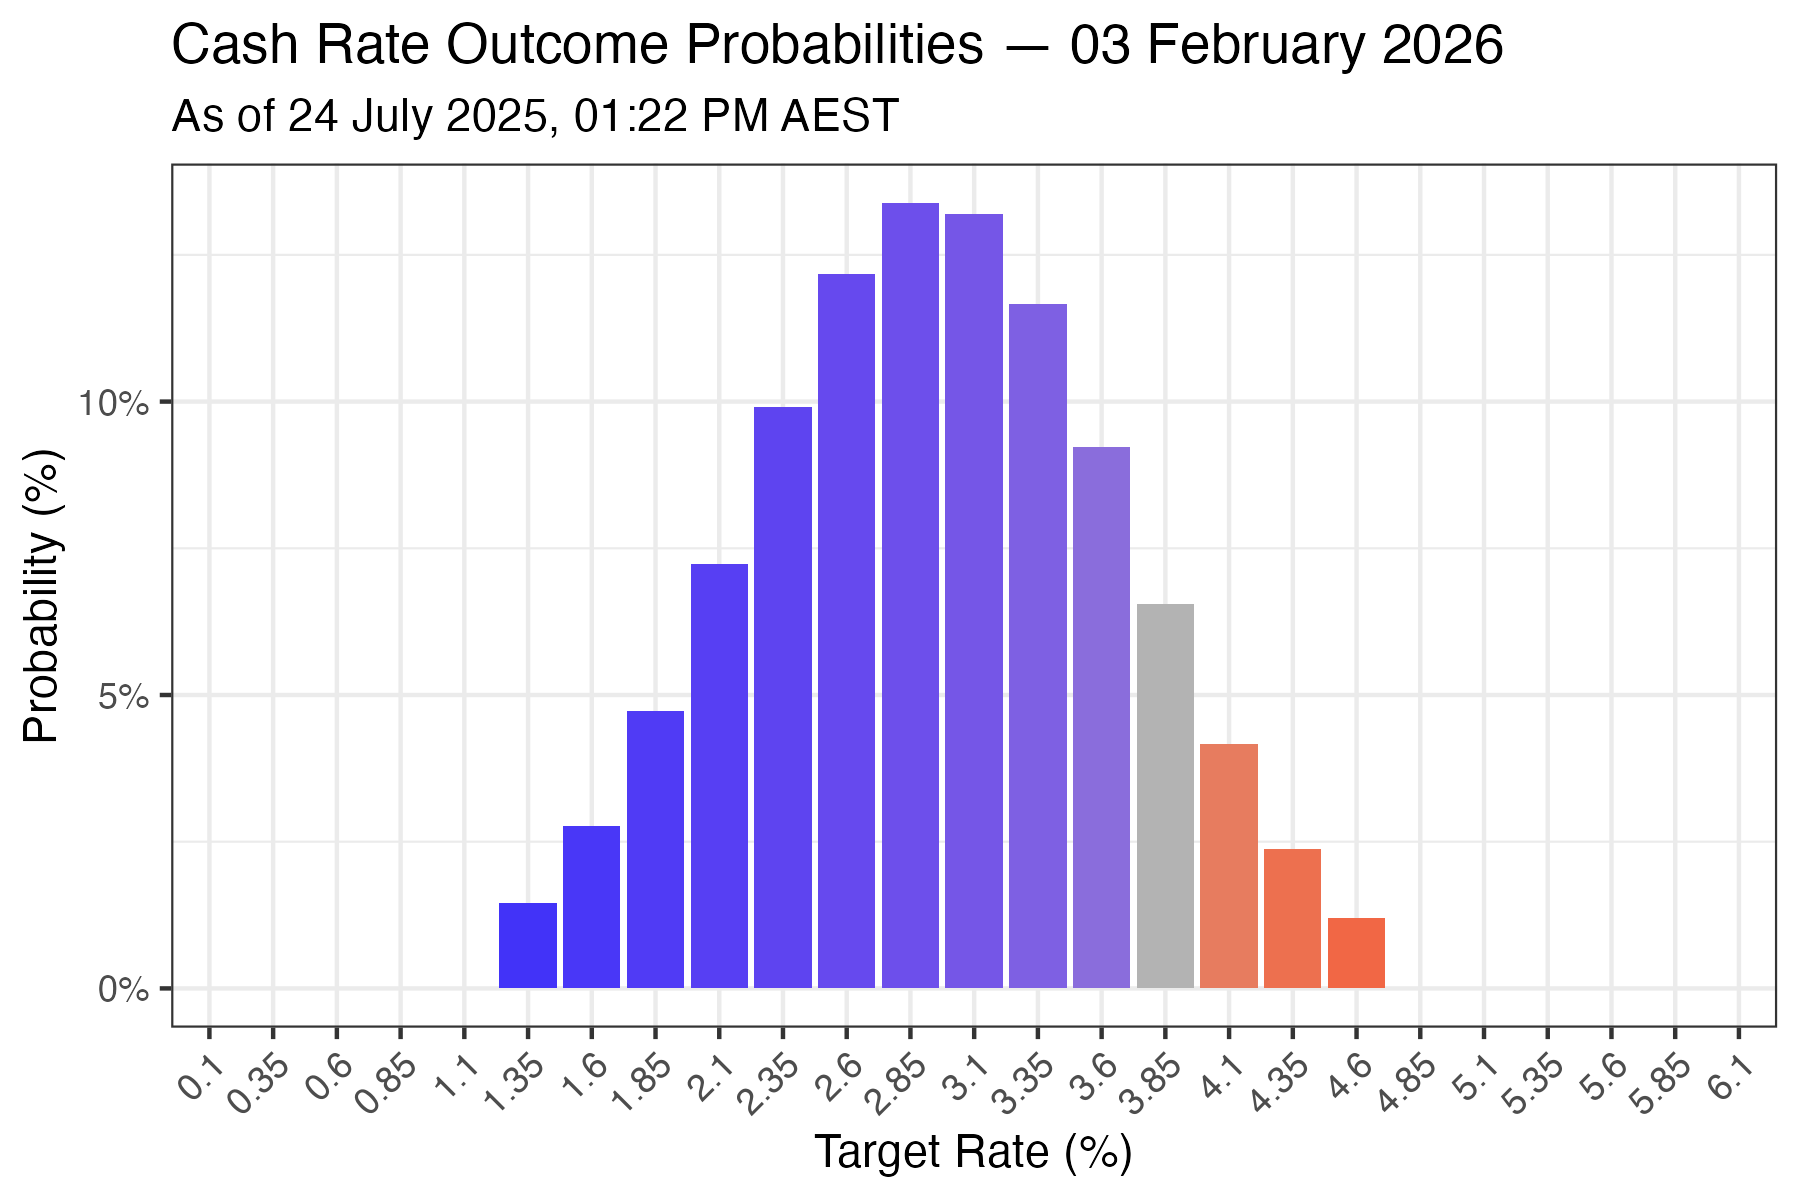 Cash Rate Outcome Probabilities — 03 February 2026
As of 24 July 2025, 01:22 PM AEST
Probability (%)
10%
5%
0%
0.1 0.35 0.6 0.85 1.1 1.35 1.6 1.85 2.1 2.35 2.6 2.85 3.1 3.35 3.6 3.85 4.1 4.35 4.6 4.85 5.1 5.35 5.6 5.85 6.1
Target Rate (%)